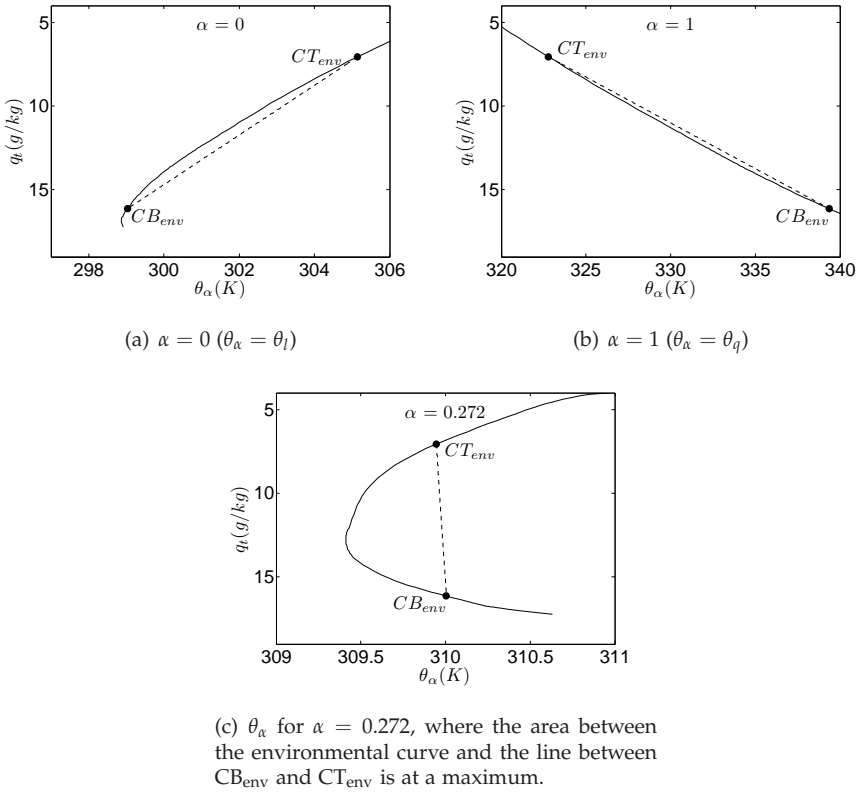 α = 0
CT_env
CB_env
5
10
15
q_t(g/kg)
298 300 302 304 306
θ_α(K)
(a) α = 0 (θ_α = θ_l)
α = 1
CT_env
CB_env
5
10
15
q_t(g/kg)
320 325 330 335 340
θ_α(K)
(b) α = 1 (θ_α = θ_q)
α = 0.272
CT_env
CB_env
5
10
15
q_t(g/kg)
309 309.5 310 310.5 311
θ_α(K)
(c) θ_α for α = 0.272, where the area between
the environmental curve and the line between
CB_env and CT_env is at a maximum.